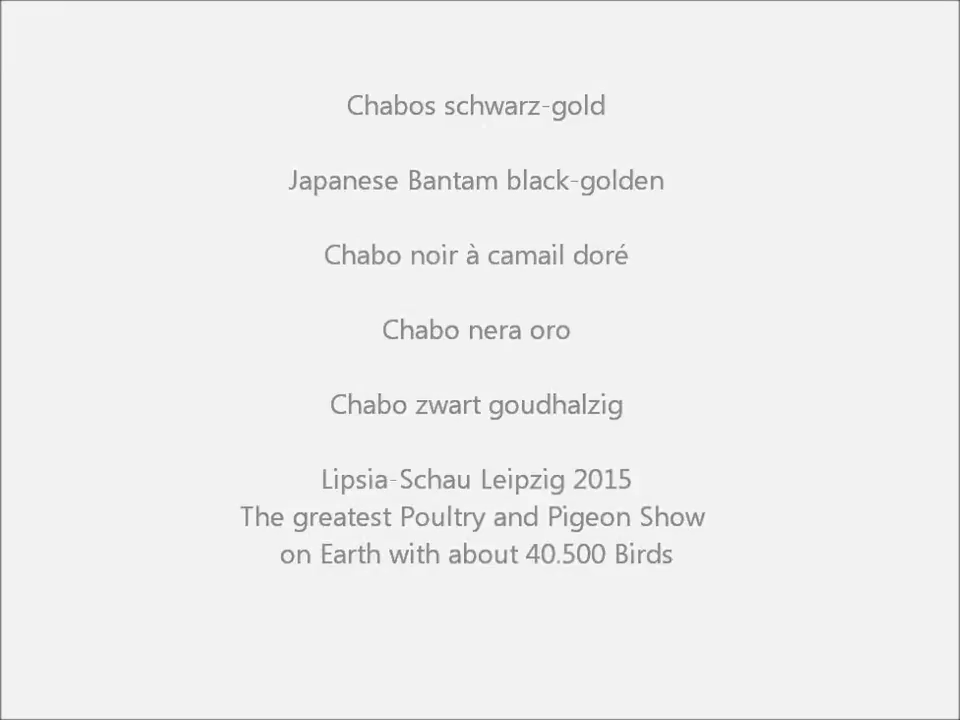 Chabos schwarz-gold
Japanese Bantam black-golden
Chabo noir à camail doré
Chabo nera oro
Chabo zwart goudhalzig
Lipsia-Schau Leipzig 2015
The greatest Poultry and Pigeon Show
on Earth with about 40.500 Birds